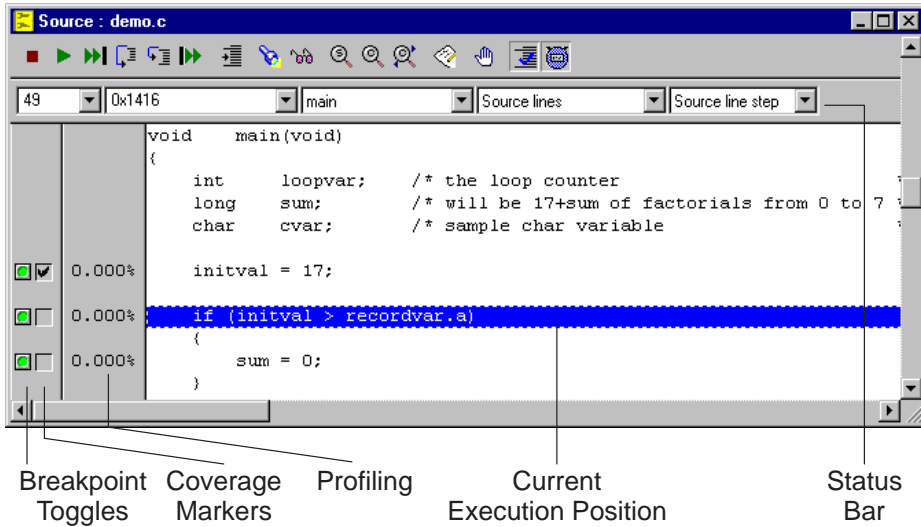 Source : demo.c
49 0x1416 main Source lines Source line step
void main(void)
{
int loopvar; /* the loop counter *
long sum; /* will be 17+sum of factorials from 0 to 7 *
char cvar; /* sample char variable *
0.000% initval = 17;
0.000% if (initval > recordvar.a)
{
0.000% sum = 0;
}
Breakpoint Toggles
Coverage Markers
Profiling
Current Execution Position
Status Bar